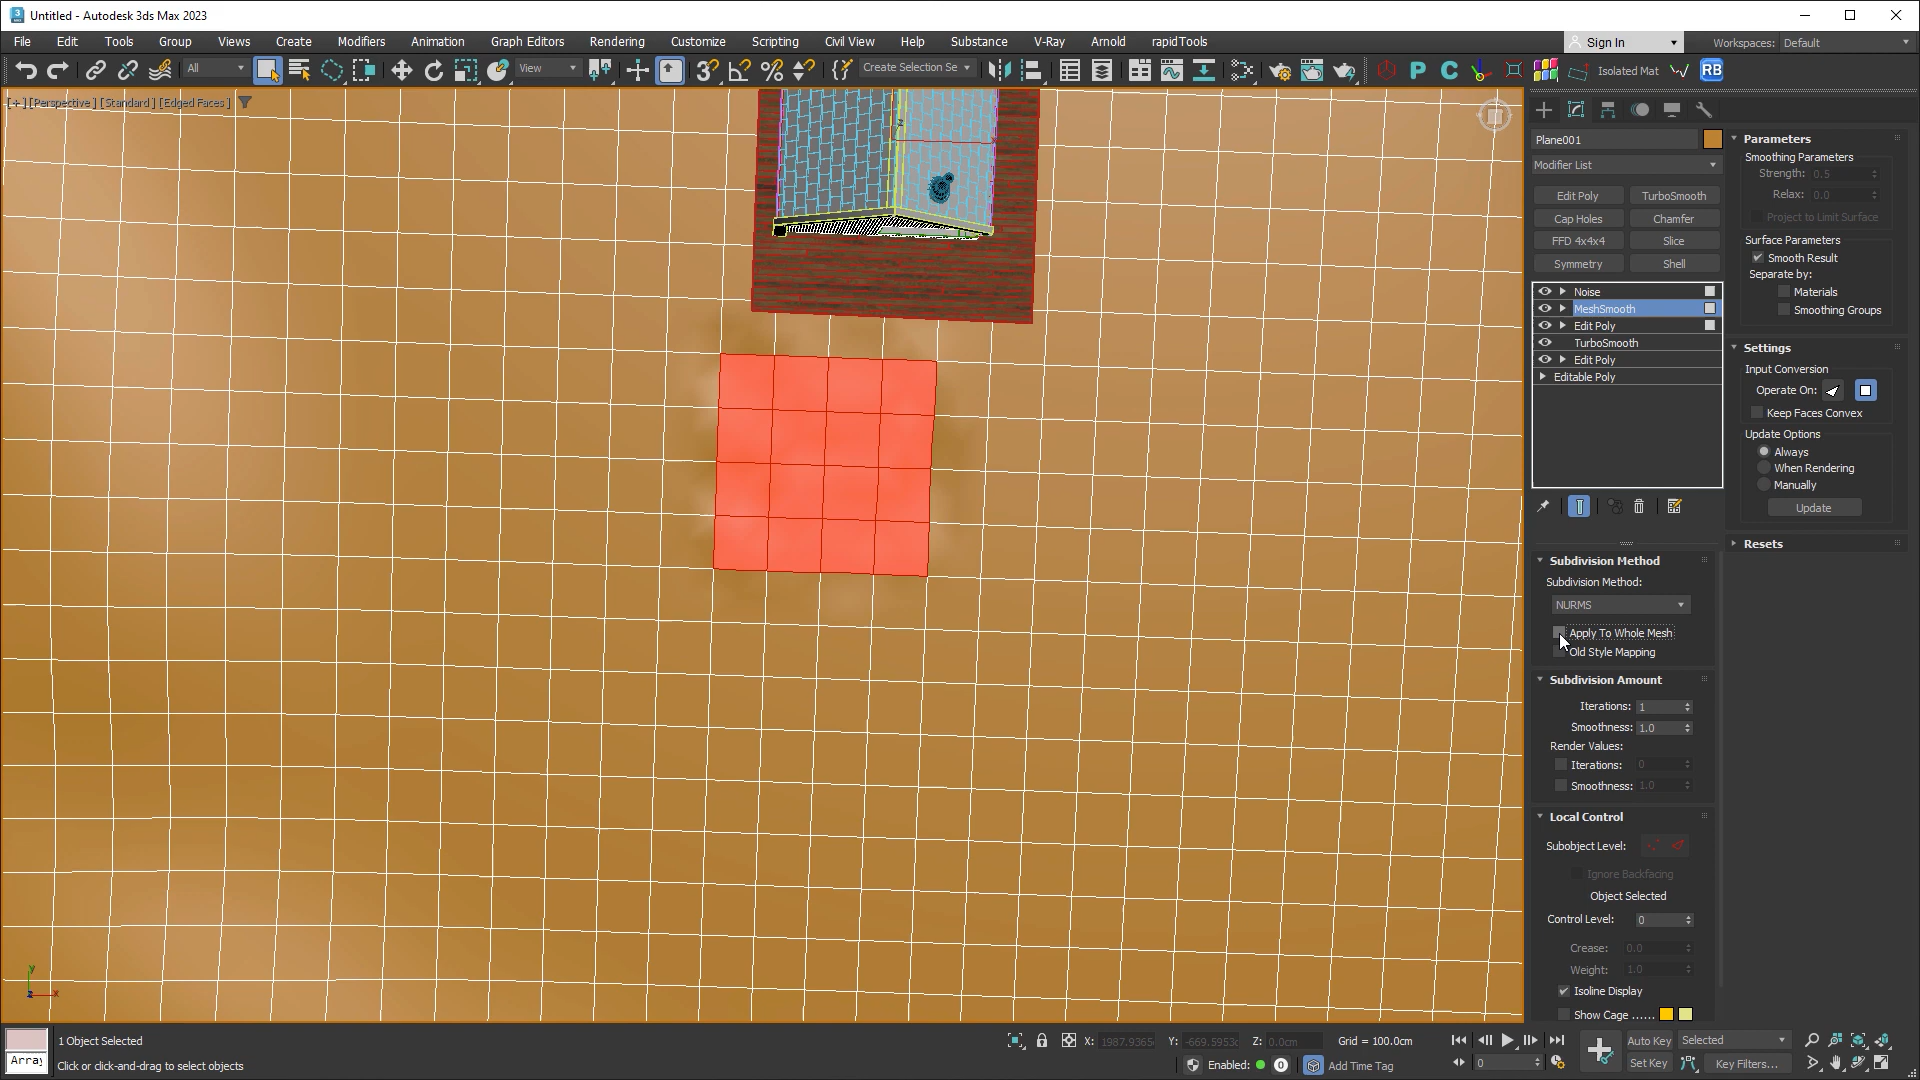 Untitled - Autodesk 3ds Max 2023
File Edit Tools Group Views Create Modifiers Animation Graph Editors Rendering Customize Scripting Civil View Help Substance V-Ray Arnold rapidTools
Sign In
Workspaces: Default
All
View
Create Selection Se
Isolated Mat
RB
[+] [Perspective] [Standard] [Edged Faces]
Plane001
Modifier List
Edit Poly TurboSmooth
Cap Holes Chamfer
FFD 4x4x4 Slice
Symmetry Shell
Noise
MeshSmooth
Edit Poly
TurboSmooth
Edit Poly
Editable Poly
Subdivision Method
Subdivision Method:
NURMS
Apply To Whole Mesh
Old Style Mapping
Subdivision Amount
Iterations: 1
Smoothness: 1.0
Render Values:
Iterations: 0
Smoothness: 1.0
Local Control
Subobject Level:
Ignore Backfacing
Object Selected
Control Level: 0
Crease: 0.0
Weight: 1.0
Isoline Display
Show Cage ......
Parameters
Smoothing Parameters
Strength: 0.5
Relax: 0.0
Project to Limit Surface
Surface Parameters
Smooth Result
Separate by:
Materials
Smoothing Groups
Settings
Input Conversion
Operate On:
Keep Faces Convex
Update Options
Always
When Rendering
Manually
Update
Resets
y
z x
Array
1 Object Selected
Click or click-and-drag to select objects
X: 1987.9365 Y: -669.5953c Z: 0.0cm Grid = 100.0cm
Enabled: 0 Add Time Tag
0
Auto Key Selected
Set Key Key Filters...